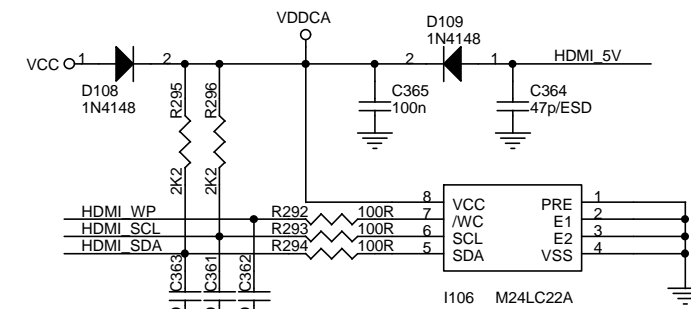 VDDCA
D109
1N4148
VCC 1 2
2 1 HDMI_5V
D108
1N4148
R295
R296
C365
100n
C364
47p/ESD
2K2
2K2
8 VCC PRE 1
HDMI_WP R292 100R 7 /WC E1 2
HDMI_SCL R293 100R 6 SCL E2 3
HDMI_SDA R294 100R 5 SDA VSS 4
C363
C361
C362
I106 M24LC22A